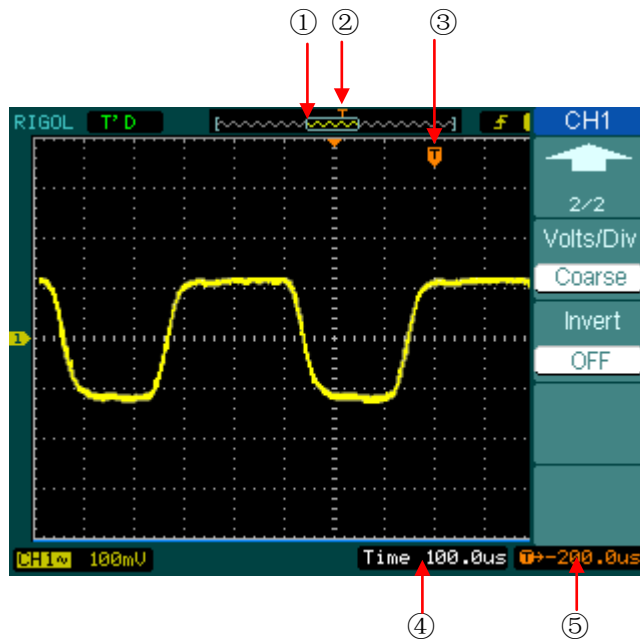 ① ② ③
RIGOL T'D T CH1
T
2/2
Volts/Div
Coarse
Invert
1
OFF
CH1~ 100mV Time 100.0us T→-200.0us
④ ⑤